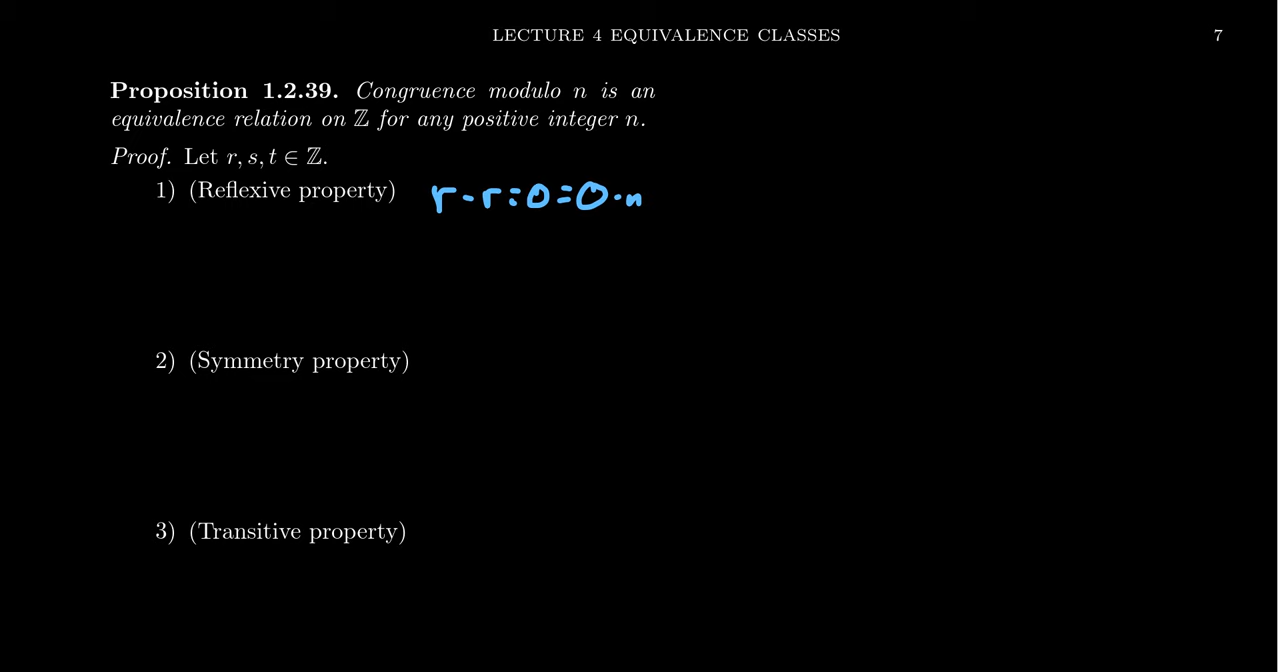 LECTURE 4 EQUIVALENCE CLASSES 7
Proposition 1.2.39. Congruence modulo n is an
equivalence relation on ℤ for any positive integer n.
Proof. Let r, s, t ∈ ℤ.
1) (Reflexive property) r - r = 0 = 0 · n
2) (Symmetry property)
3) (Transitive property)